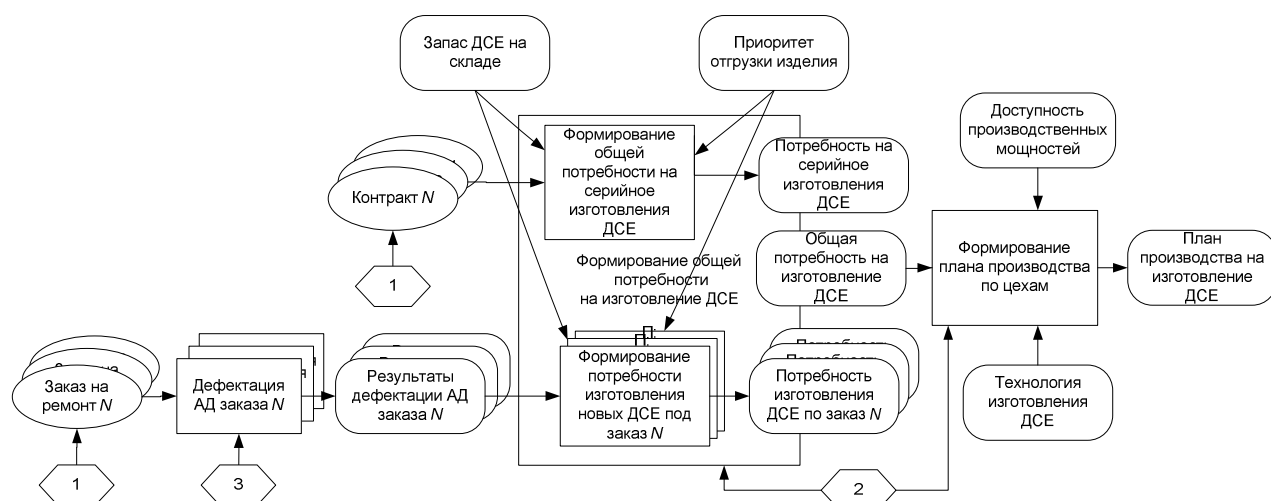 Запас ДСЕ на
складе
Приоритет
отгрузки изделия
Доступность
производственных
мощностей
Формирование
общей
потребности на
серийное
изготовления
ДСЕ
Потребность на
серийное
изготовления
ДСЕ
Контракт N
1
Формирование общей
потребности
на изготовление ДСЕ
Общая
потребность на
изготовление
ДСЕ
Формирование
плана производства
по цехам
План
производства на
изготовление
ДСЕ
Заказ на
ремонт N
Дефектация
АД заказа N
Результаты
дефектации АД
заказа N
Формирование
потребности
изготовления
новых ДСЕ под
заказ N
Потребность
изготовления
ДСЕ по заказ N
Технология
изготовления
ДСЕ
1
3
2